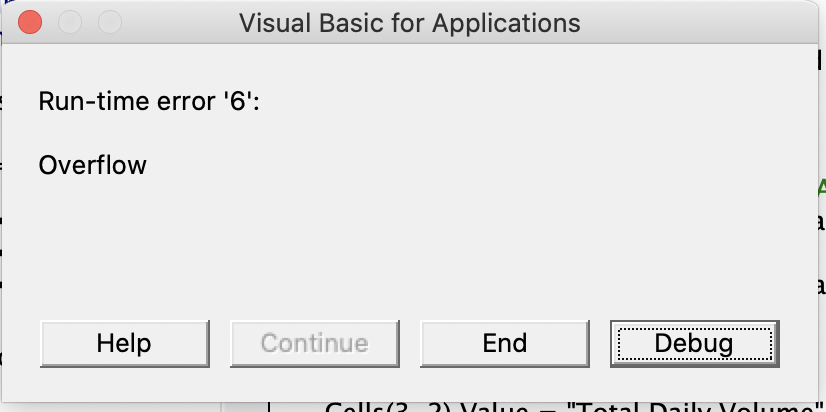 Visual Basic for Applications
Run-time error '6':
Overflow
Help
Continue
End
Debug
Cells(3, 2).Value = "Total Daily Volume"